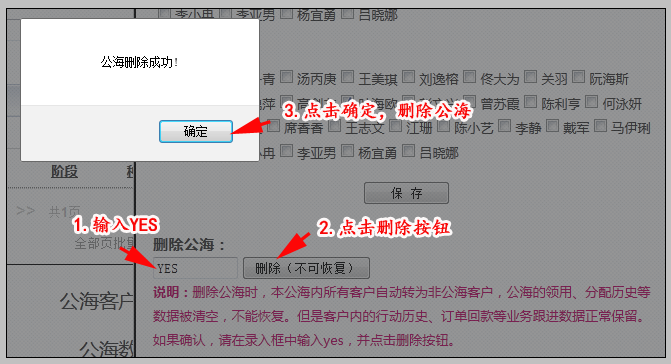 李小冉 李亚男 杨宜勇 吕晓娜
公海删除成功!
青 汤丙庚 王美琪 刘逸榕 佟大为 关羽 阮海斯
曾苏霞 陈利亨 何泳妍
确定
3.点击确定，删除公海
席香香 王志文 江珊 陈小艺 李静 戴军 马伊琍
冉 李亚男 杨宜勇 吕晓娜
阶段
保 存
>> 共1页
1.输入YES
2.点击删除按钮
全部页批
删除公海：
YES
删除（不可恢复）
说明：删除公海时，本公海内所有客户自动转为非公海客户，公海的领用、分配历史等
公海客户
数据被清空，不能恢复。但是客户内的行动历史、订单回款等业务跟进数据正常保留。
如果确认，请在录入框中输入yes，并点击删除按钮。
公海数